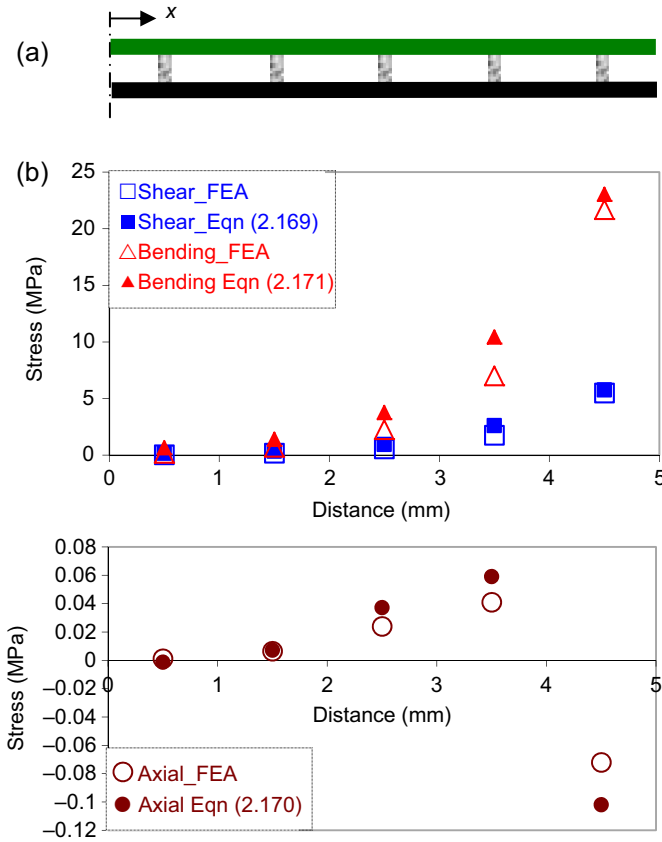 x
(a)
(b)
25
20
15
10
5
0
Stress (MPa)
Shear_FEA
Shear_Eqn (2.169)
Bending_FEA
Bending Eqn (2.171)
0 1 2 3 4 5
Distance (mm)
0.08
0.06
0.04
0.02
0
–0.02
–0.04
–0.06
–0.08
–0.1
–0.12
Stress (MPa)
0 1 2 3 4 5
Distance (mm)
Axial_FEA
Axial Eqn (2.170)